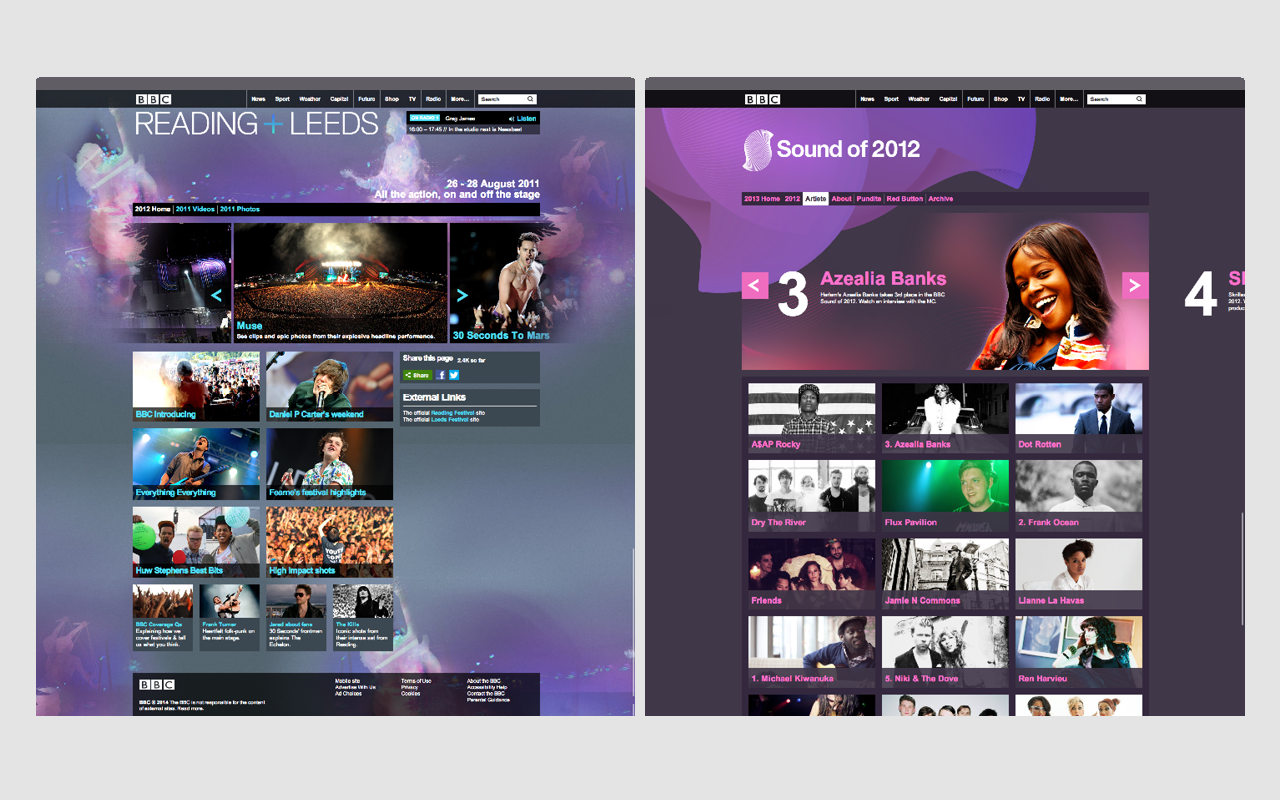 BBC
News Sport Weather Capital Future Shop TV Radio More... Search
READING + LEEDS
ON RADIO 1 Greg James Listen
16:00 – 17:45 // In the studio next is Newsbeat
26 - 28 August 2011
All the action, on and off the stage
2012 Home 2011 Videos 2011 Photos
Muse
See clips and epic photos from their explosive headline performance.
30 Seconds To Mars
BBC Introducing
Daniel P Carter's weekend
Share this page 2.4K so far
Share
External Links
The official Reading Festival site
The official Leeds Festival site
Everything Everything
Fearne's festival highlights
Huw Stephens Best Bits
High impact shots
BBC Coverage Qs
Explaining how we
cover festivals & tell
us what you think.
Frank Turner
Heartfelt folk-punk on
the main stage.
Jared about fans
30 Seconds' frontman
explains The
Echelon.
The Kills
Iconic shots from
their intense set from
Reading.
BBC
BBC © 2014 The BBC is not responsible for the content
of external sites. Read more.
Mobile site
Advertise With Us
Ad Choices
Terms of Use
Privacy
Cookies
About the BBC
Accessibility Help
Contact the BBC
Parental Guidance
BBC
News Sport Weather Capital Future Shop TV Radio More... Search
Sound of 2012
2013 Home 2012 Artists About Pundits Red Button Archive
3
Azealia Banks
Harlem's Azealia Banks takes 3rd place in the BBC
Sound of 2012. Watch an interview with the MC.
4
A$AP Rocky
3. Azealia Banks
Dot Rotten
Dry The River
Flux Pavilion
2. Frank Ocean
Friends
Jamie N Commons
Lianne La Havas
1. Michael Kiwanuka
5. Niki & The Dove
Ren Harvieu